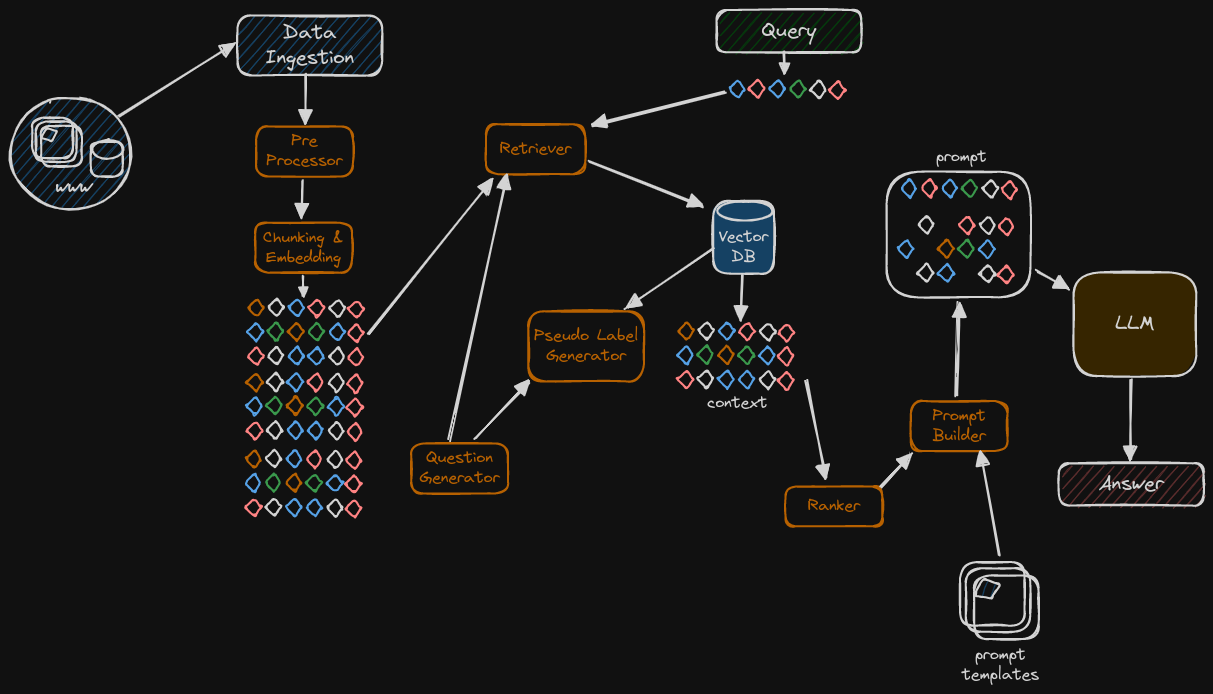 Data
Ingestion
www
Pre
Processor
Chunking &
Embedding
Query
Retriever
Vector
DB
Pseudo Label
Generator
Question
Generator
context
Ranker
prompt
Prompt
Builder
prompt
templates
LLM
Answer